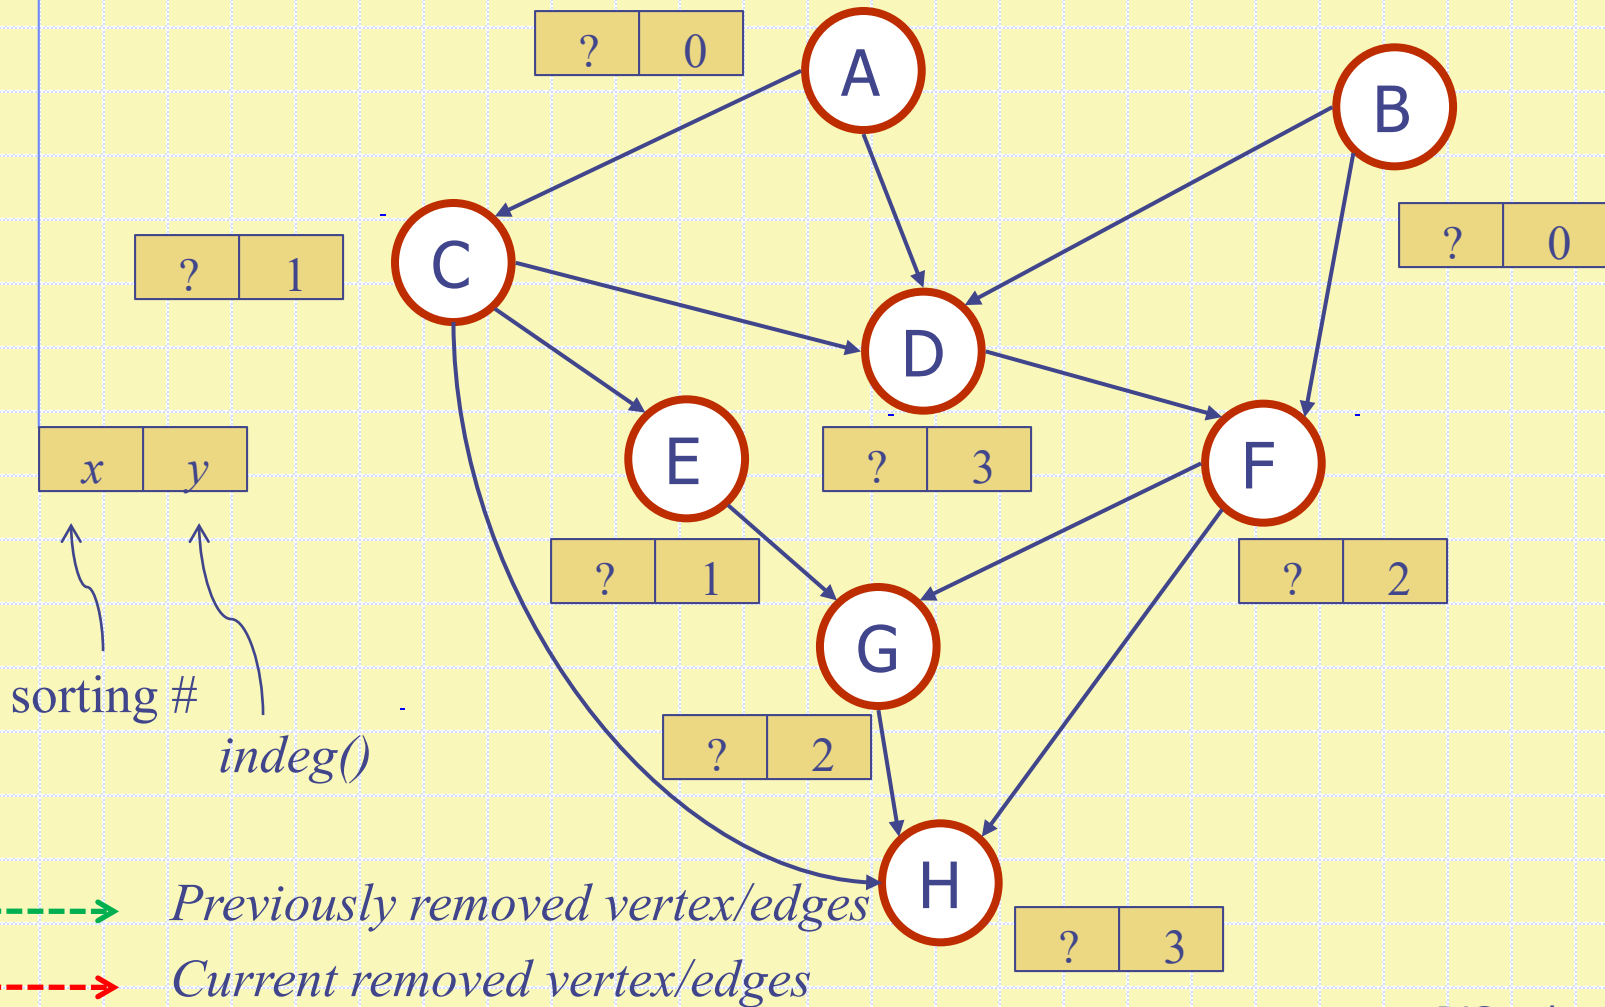 ? 0
A
B
? 0
C
? 1
D
x y
E
? 3
F
? 1
? 2
G
sorting #
indeg()
? 2
H
Previously removed vertex/edges
? 3
Current removed vertex/edges